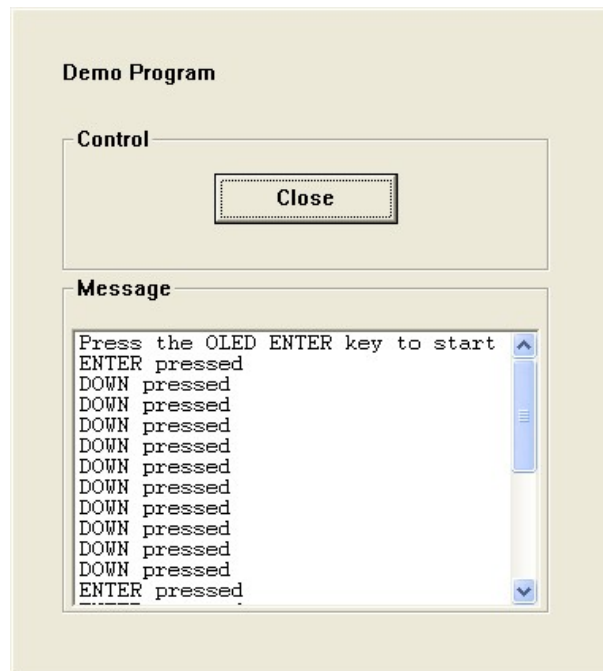 Demo Program
Control
Close
Message
Press the OLED ENTER key to start
ENTER pressed
DOWN pressed
DOWN pressed
DOWN pressed
DOWN pressed
DOWN pressed
DOWN pressed
DOWN pressed
DOWN pressed
DOWN pressed
DOWN pressed
ENTER pressed